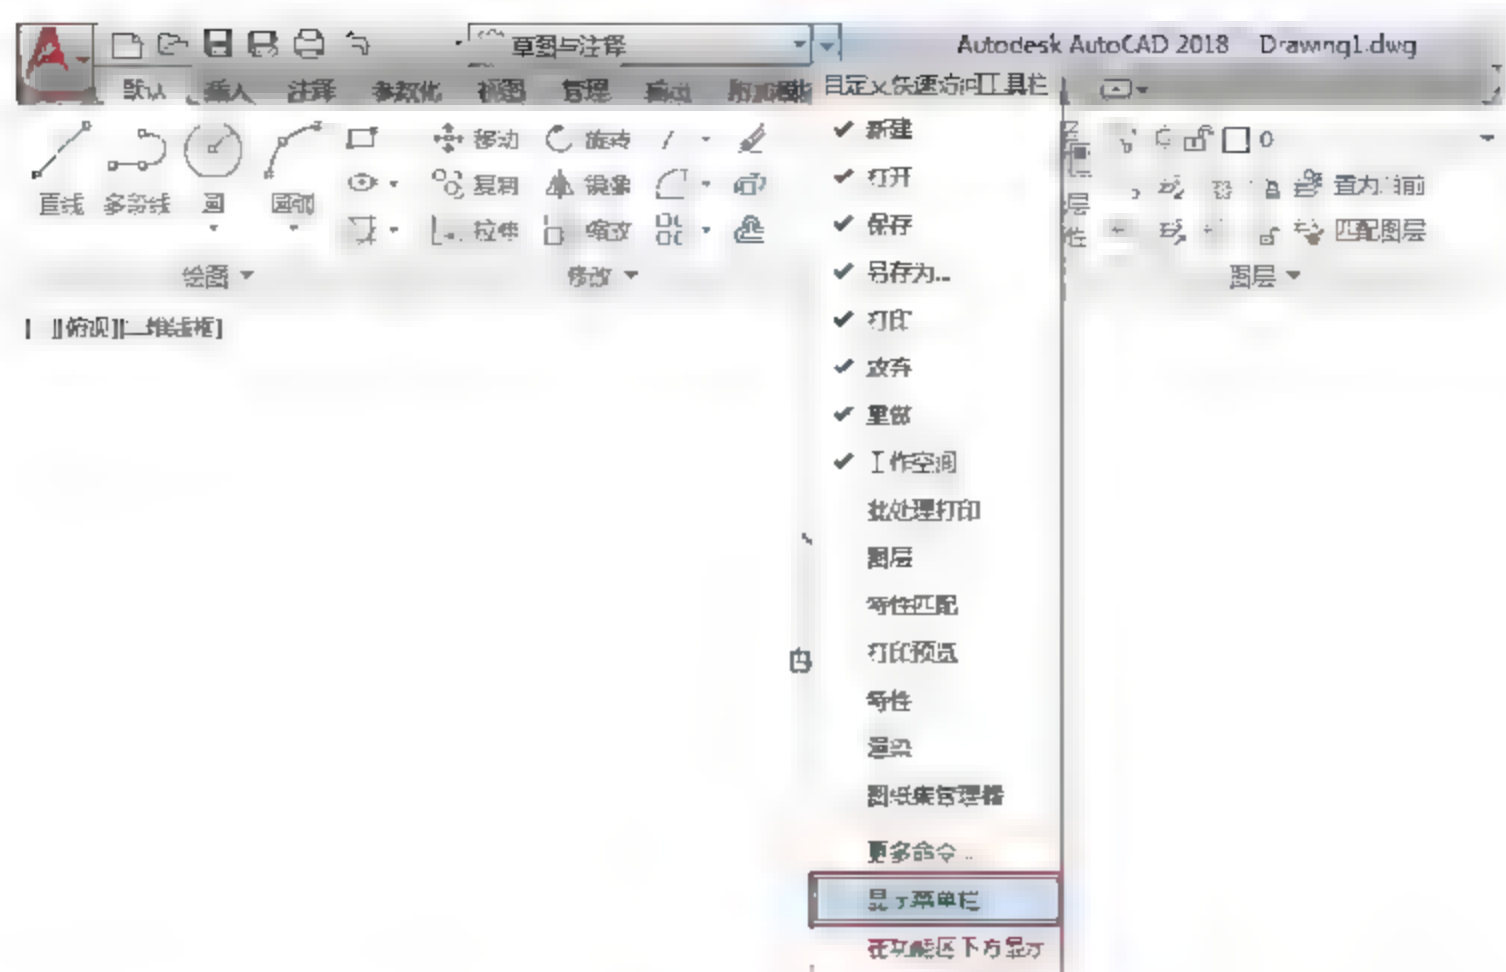 草图与注释
Autodesk AutoCAD 2018 Drawing1.dwg
默认 插入 注释 参数化 视图 管理 输出 附加模块
自定义快速访问工具栏
新建
打开
保存
另存为...
打印
放弃
重做
工作空间
批处理打印
图层
特性匹配
打印预览
特性
渲染
图纸集管理器
更多命令...
显示菜单栏
在功能区下方显示
移动 旋转
直线 多段线 圆 圆弧
复制 镜像
拉伸 缩放
绘图 修改
0
置为当前
匹配图层
图层
[-][俯视][二维线框]